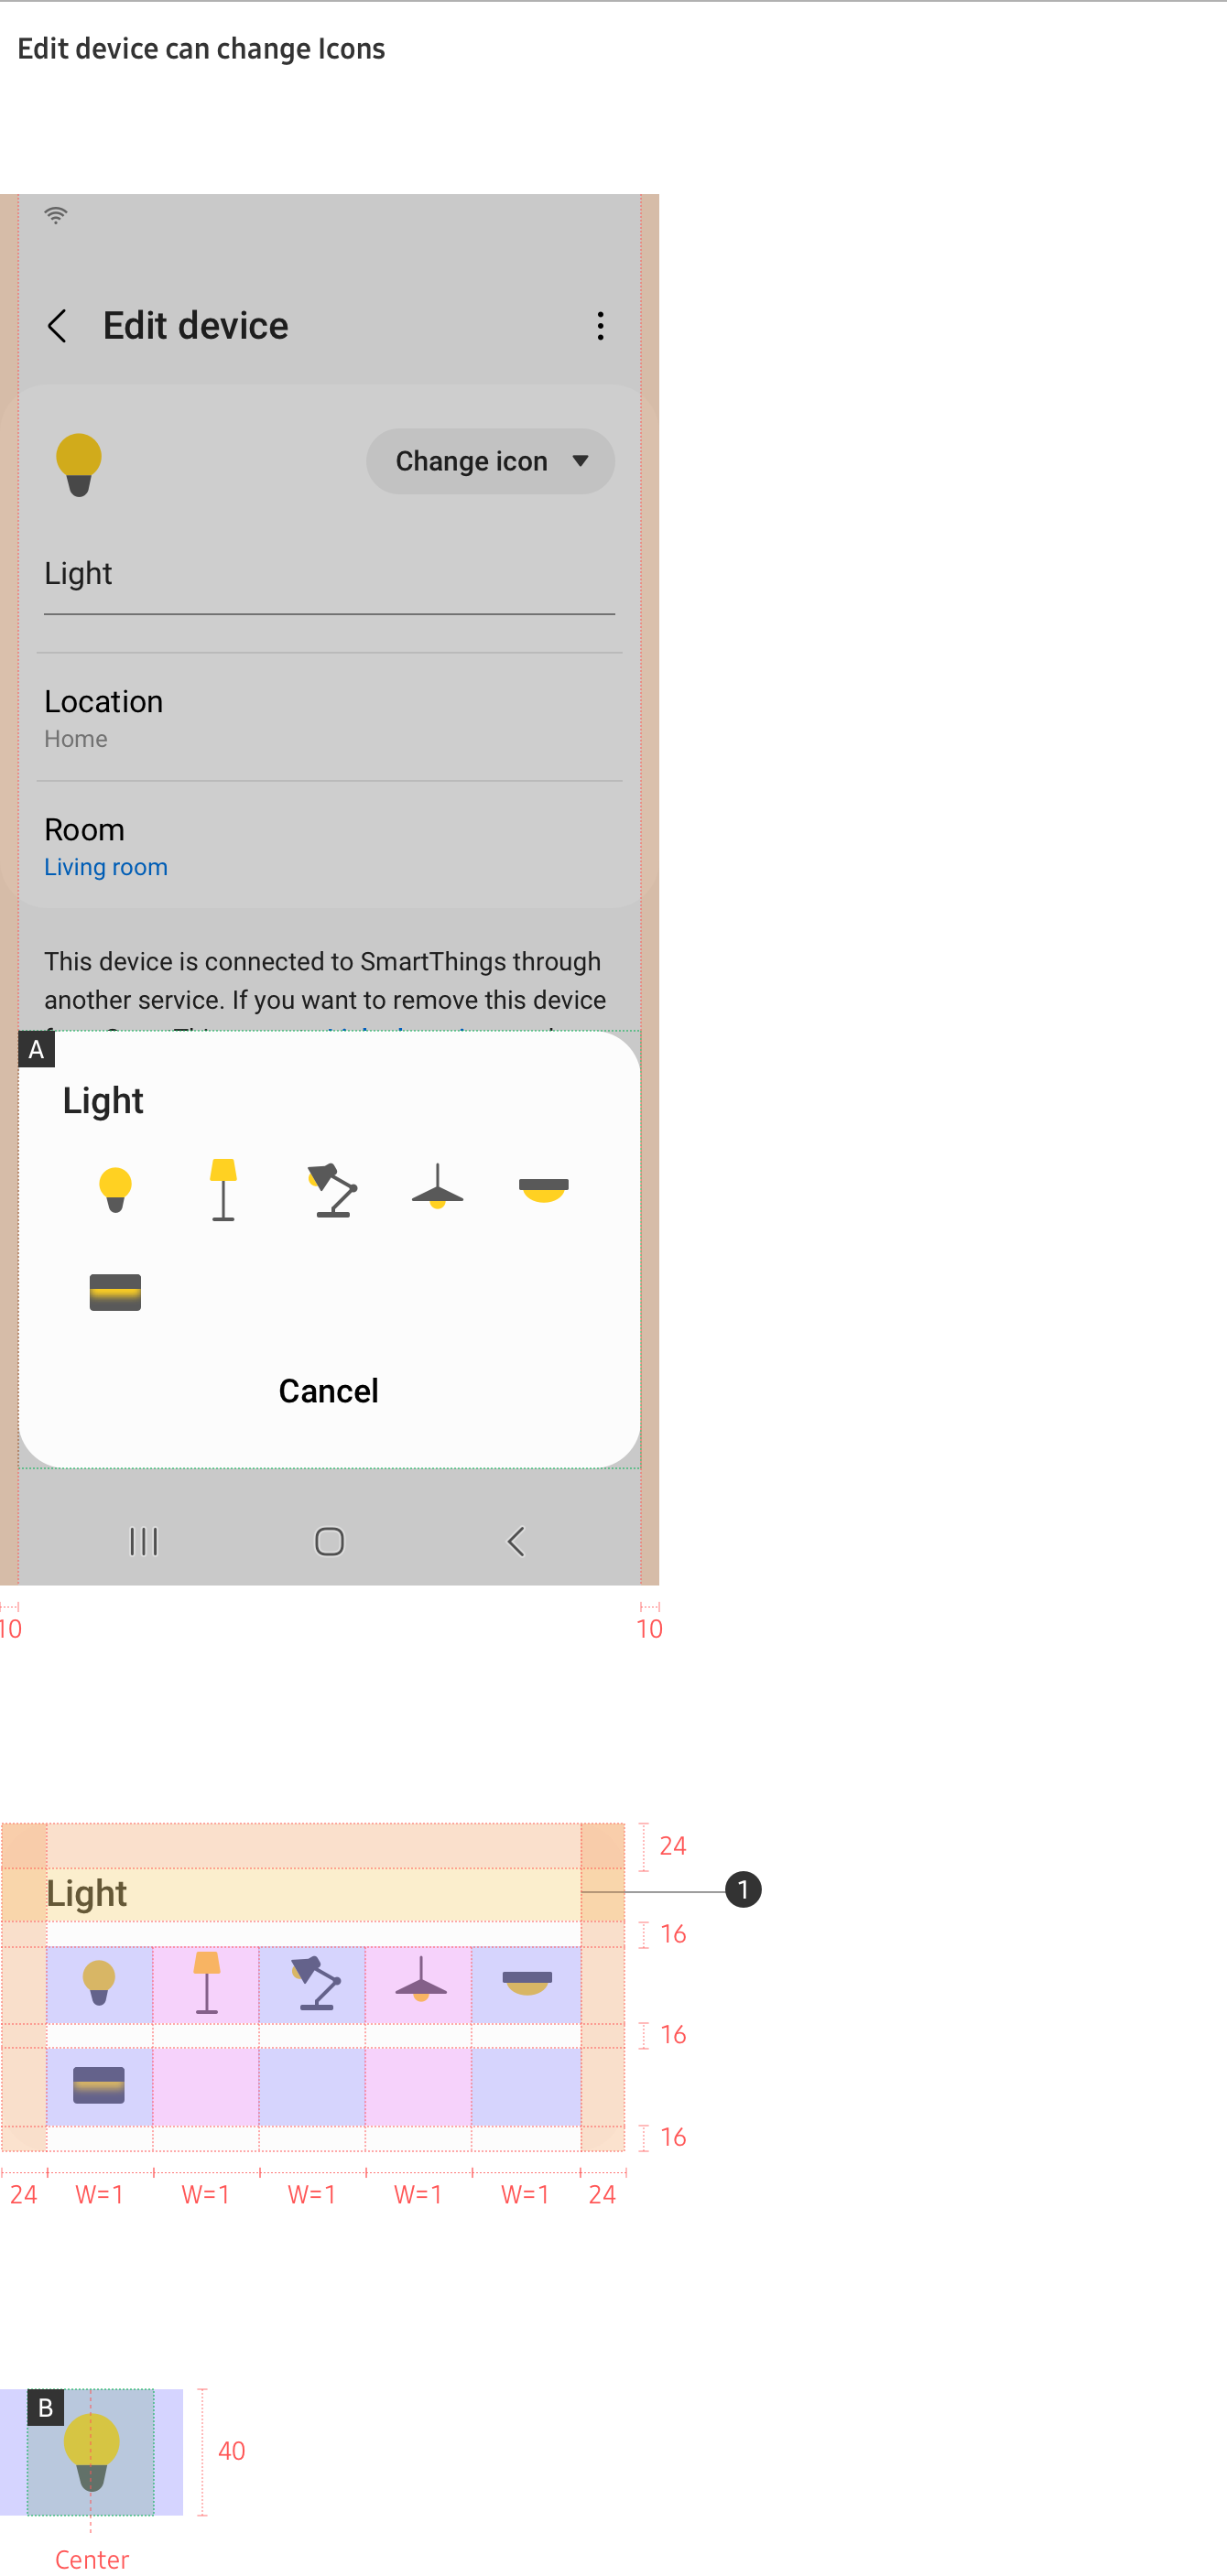 Edit device can change Icons
Edit device
Change icon
Light
Location
Home
Room
Living room
This device is connected to SmartThings through
another service. If you want to remove this device
A
Light
Cancel
10
10
24
Light
1
16
16
16
24 W=1 W=1 W=1 W=1 W=1 24
B
40
Center